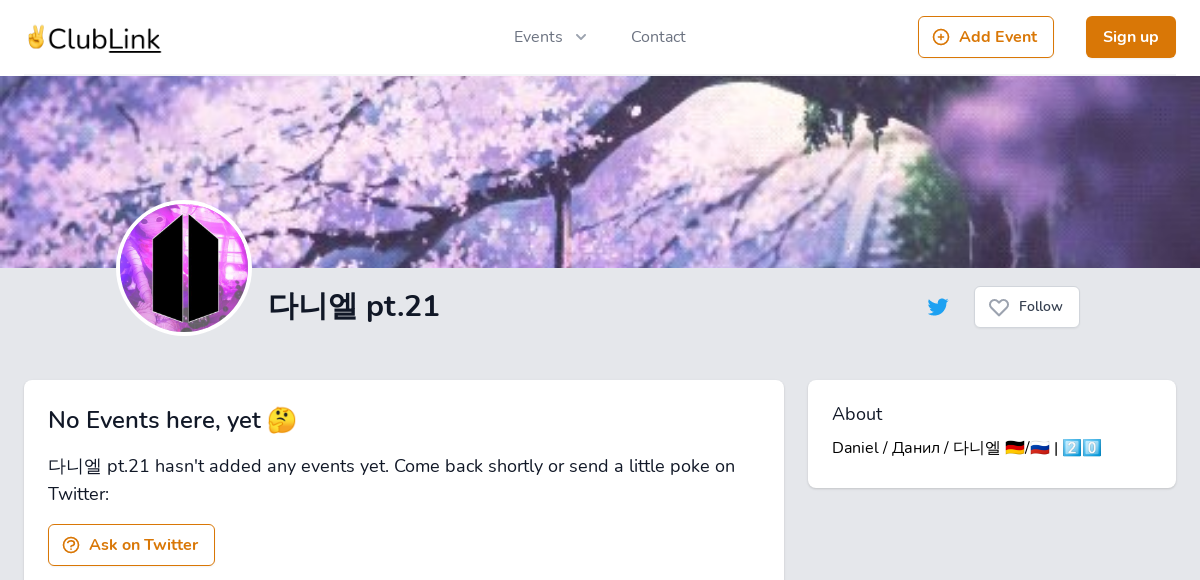 ✌️ClubLink
Events
Contact
Add Event
Sign up
다니엘 pt.21
Follow
No Events here, yet 🤔
다니엘 pt.21 hasn't added any events yet. Come back shortly or send a little poke on
Twitter:
Ask on Twitter
About
Daniel / Данил / 다니엘 🇩🇪/🇷🇺 | 2️⃣0️⃣